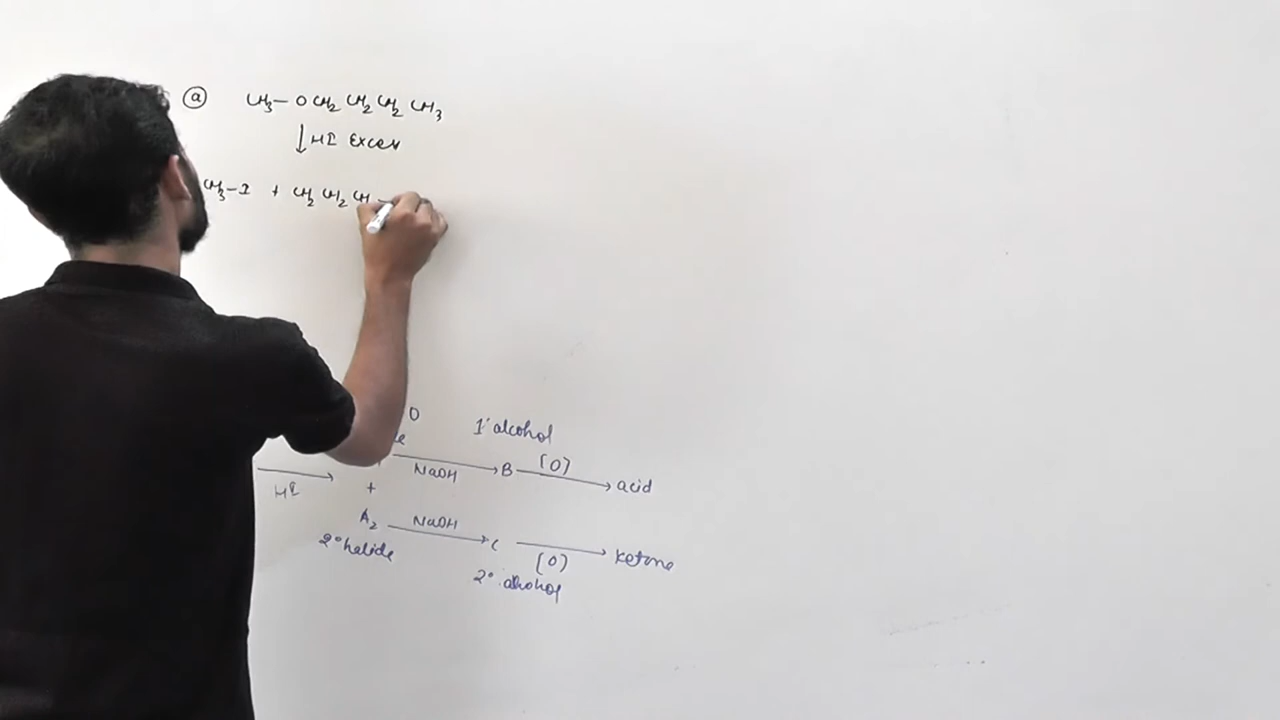 ⓐ CH3 – OCH2 CH2 CH2 CH3
↓ HI Excess
CH3–I + CH2 CH2 CH
1° alcohol
NaOH → B [O] → acid
HI → +
A2 NaOH → C [O] → ketone
2° halide
2° alcohol